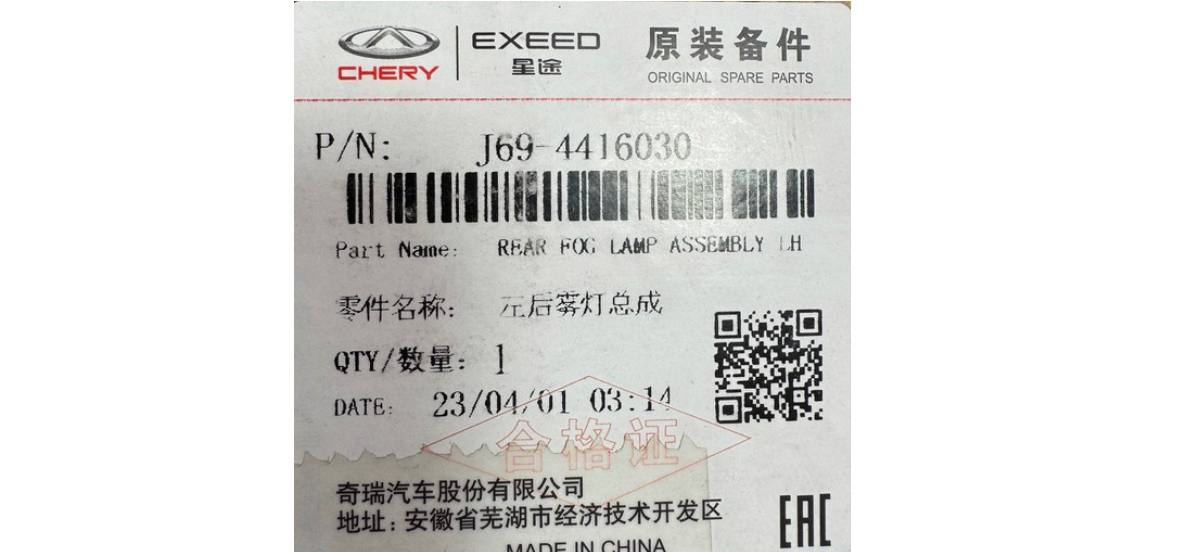 CHERY
EXEED
星途
原装备件
ORIGINAL SPARE PARTS
P/N: J69-4416030
Part Name: REAR FOG LAMP ASSEMBLY LH
零件名称: 左后雾灯总成
QTY/数量: 1
DATE: 23/04/01 03:14
合格证
奇瑞汽车股份有限公司
地址: 安徽省芜湖市经济技术开发区
MADE IN CHINA
EAC